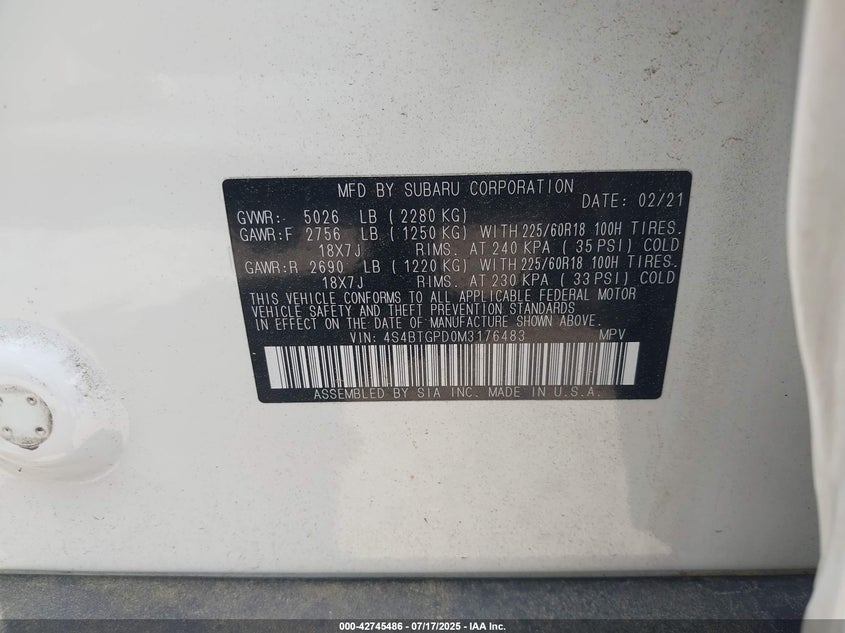 MFD BY SUBARU CORPORATION
DATE: 02/21
GVWR: 5026 LB ( 2280 KG)
GAWR:F 2756 LB ( 1250 KG) WITH 225/60R18 100H TIRES.
18X7J RIMS. AT 240 KPA ( 35 PSI) COLD
GAWR:R 2690 LB ( 1220 KG) WITH 225/60R18 100H TIRES.
18X7J RIMS. AT 230 KPA ( 33 PSI) COLD
THIS VEHICLE CONFORMS TO ALL APPLICABLE FEDERAL MOTOR
VEHICLE SAFETY AND THEFT PREVENTION STANDARDS
IN EFFECT ON THE DATE OF MANUFACTURE SHOWN ABOVE.
VIN: 4S4BTGPD0M3176483 MPV
ASSEMBLED BY SIA INC. MADE IN U.S.A.
000-42745486 - 07/17/2025 - IAA Inc.